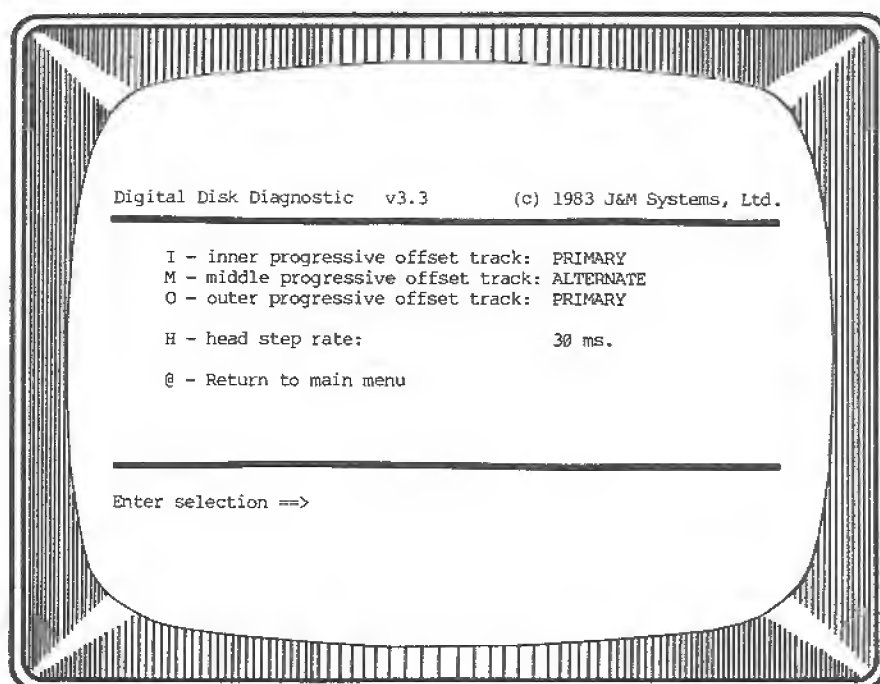 Digital Disk Diagnostic v3.3 (c) 1983 J&M Systems, Ltd.
I - inner progressive offset track: PRIMARY
M - middle progressive offset track: ALTERNATE
O - outer progressive offset track: PRIMARY
H - head step rate: 30 ms.
@ - Return to main menu
Enter selection ==>